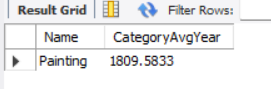 Result Grid Filter Rows:
Name CategoryAvgYear
Painting 1809.5833